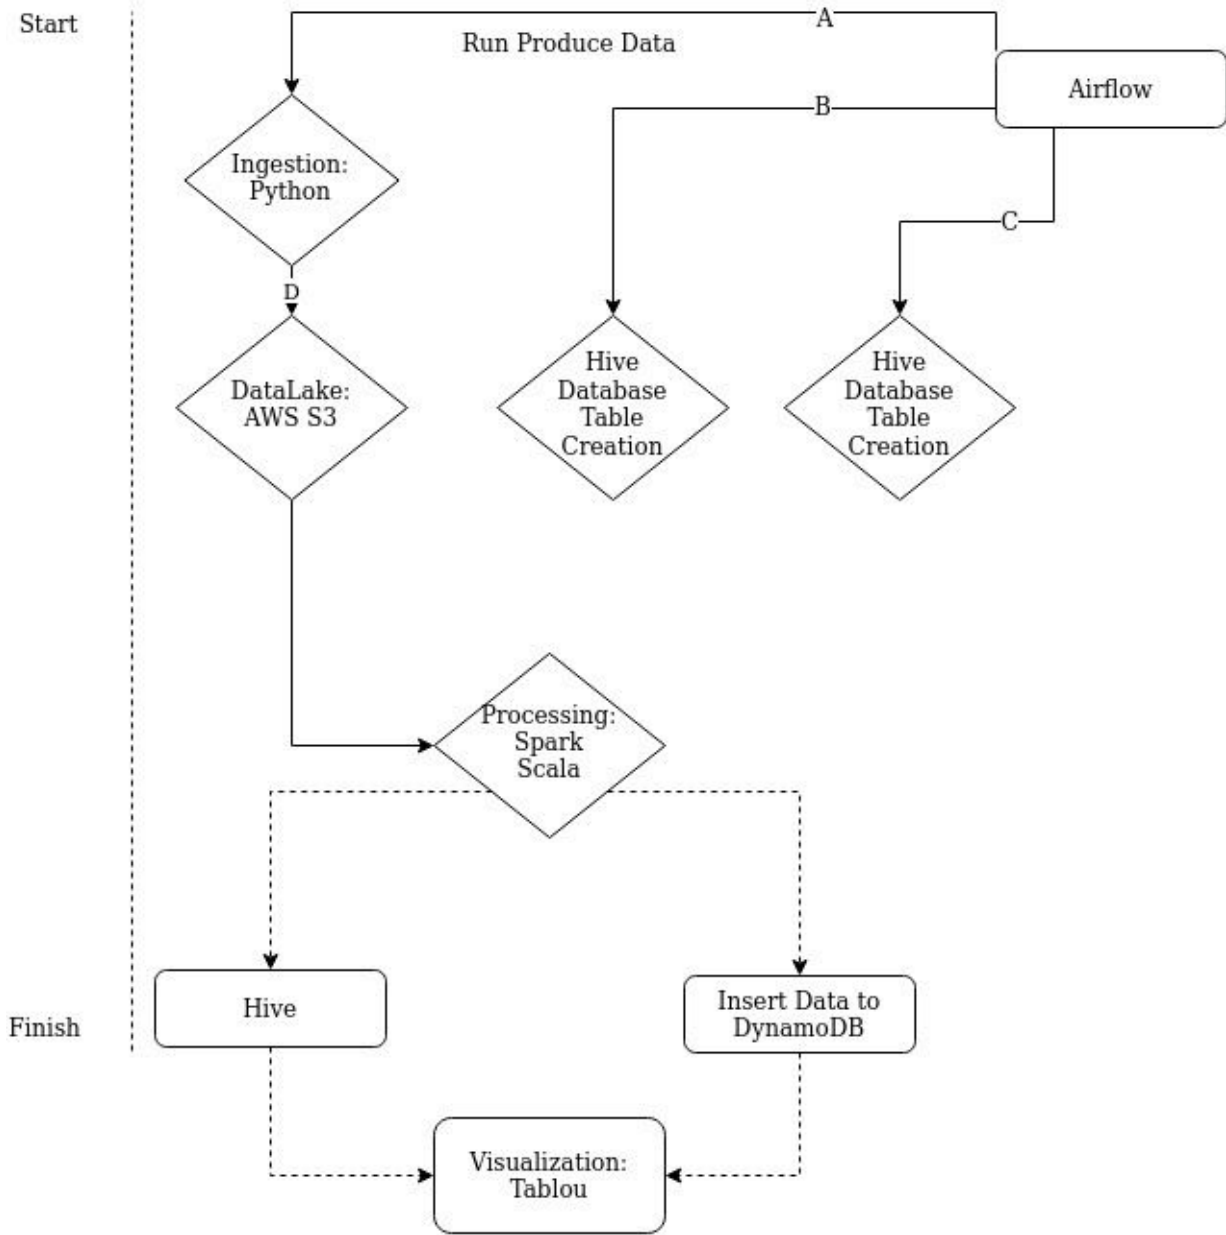 Start
A
Run Produce Data
Airflow
B
Ingestion:
Python
C
D
DataLake:
AWS S3
Hive
Database
Table
Creation
Hive
Database
Table
Creation
Processing:
Spark
Scala
Hive
Insert Data to
DynamoDB
Finish
Visualization:
Tablou